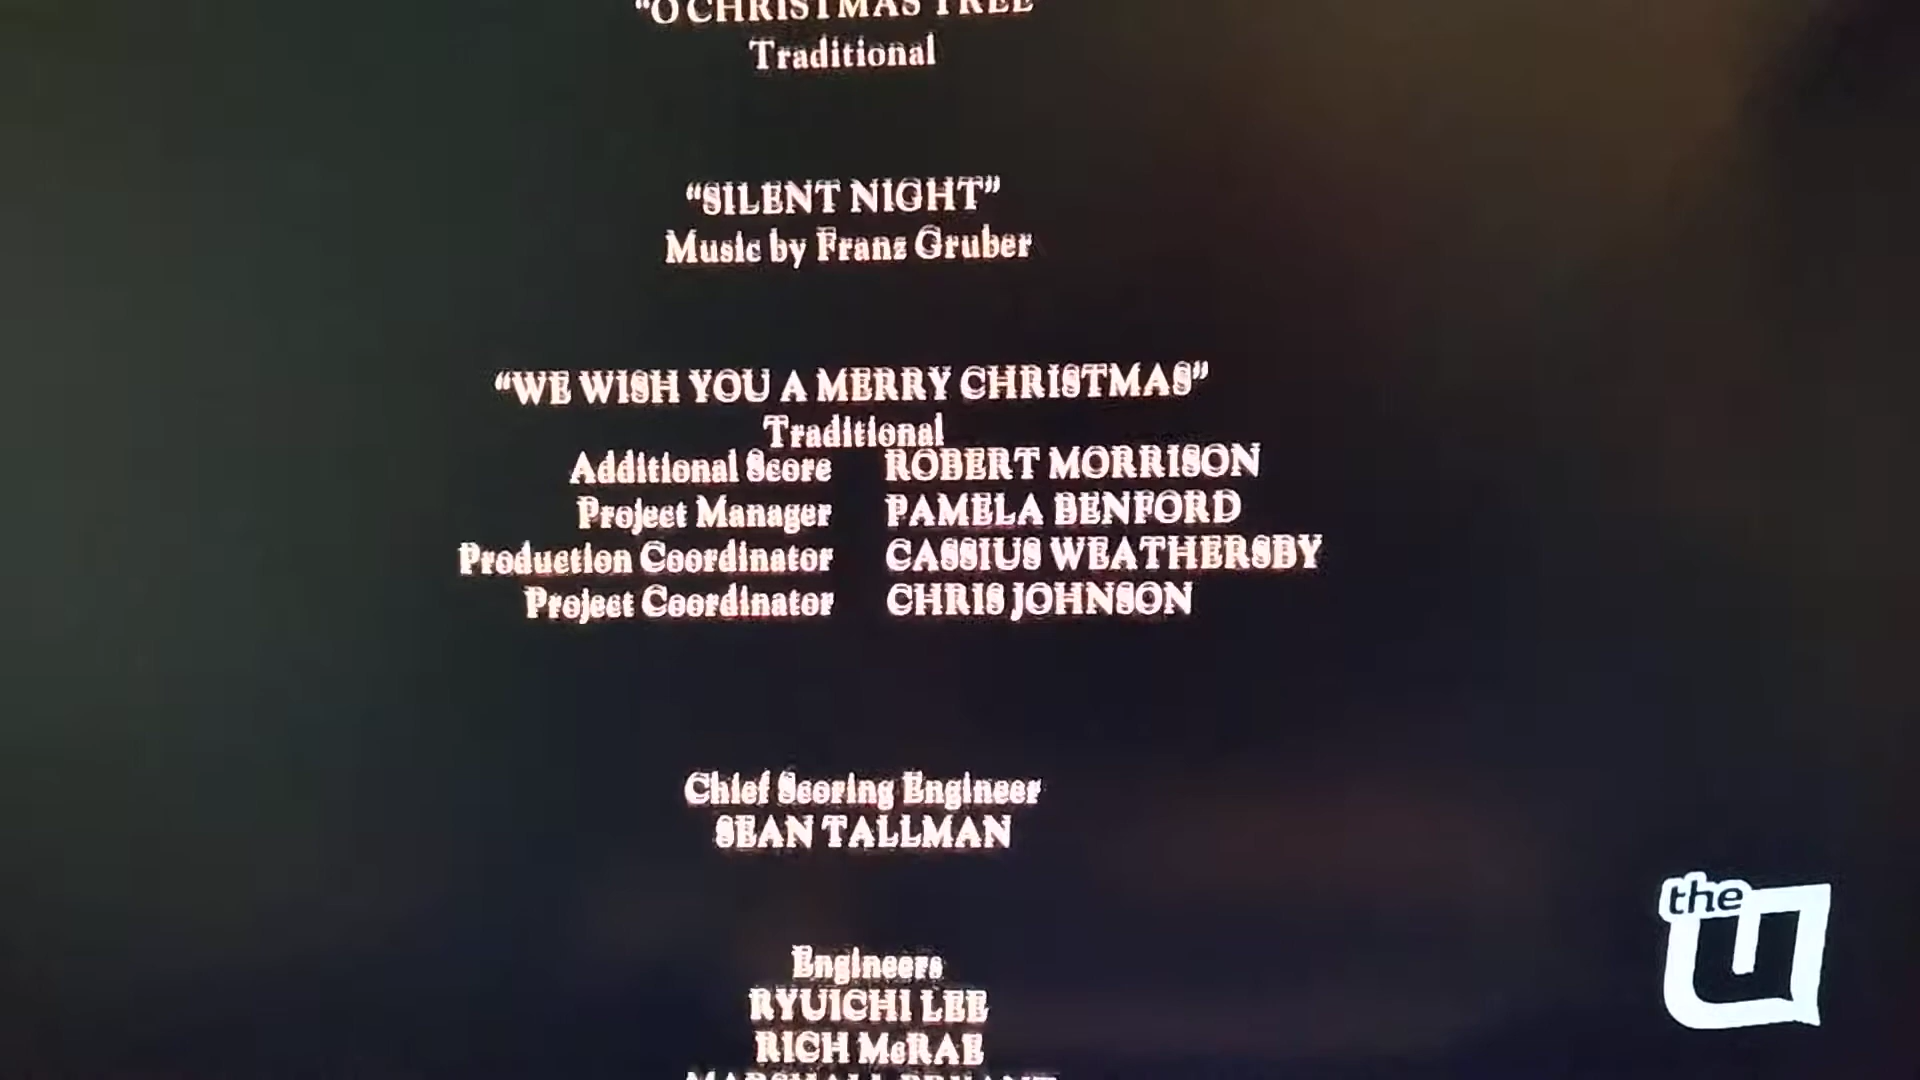 "O CHRISTMAS TREE
Traditional
"SILENT NIGHT"
Music by Franz Gruber
"WE WISH YOU A MERRY CHRISTMAS"
Traditional
Additional Score ROBERT MORRISON
Project Manager PAMELA BENFORD
Production Coordinator CASSIUS WEATHERSBY
Project Coordinator CHRIS JOHNSON
Chief Scoring Engineer
SEAN TALLMAN
Engineers
RYUICHI LEE
RICH McRAE
the u